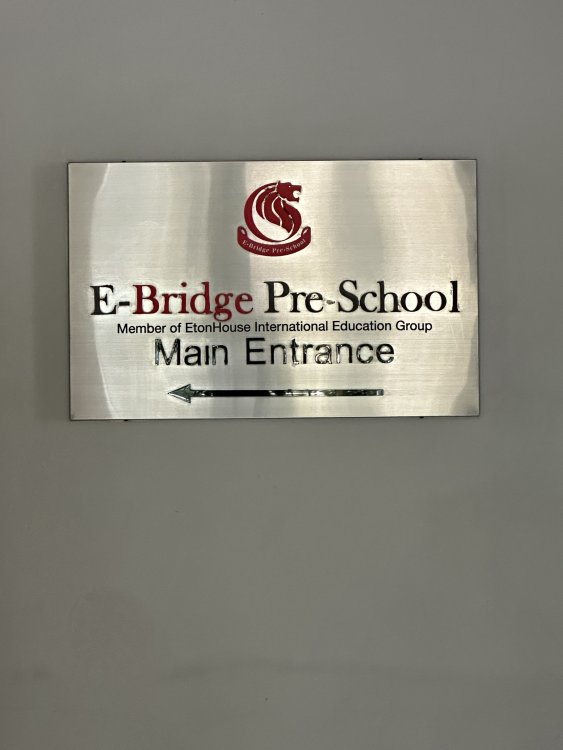 E-Bridge Pre-School
E-Bridge Pre-School
Member of EtonHouse International Education Group
Main Entrance